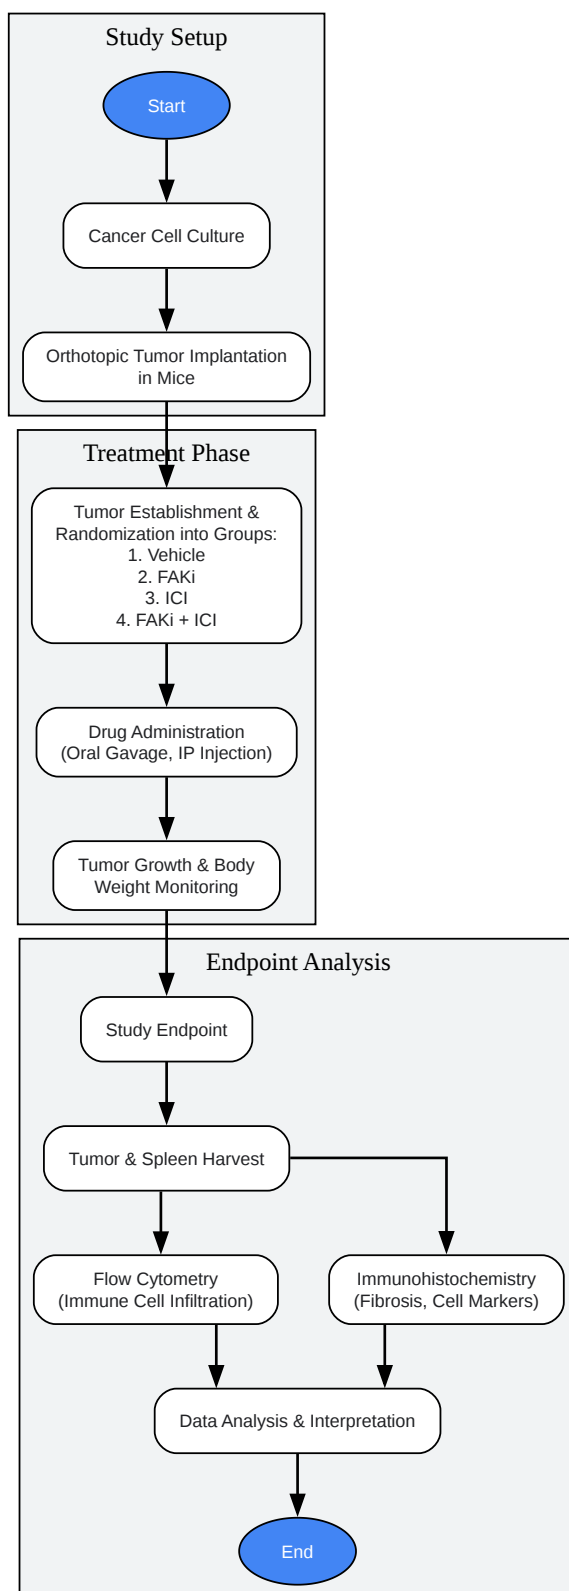 Study Setup
Start
Cancer Cell Culture
Orthotopic Tumor Implantation
in Mice
Treatment Phase
Tumor Establishment &
Randomization into Groups:
1. Vehicle
2. FAKi
3. ICI
4. FAKi + ICI
Drug Administration
(Oral Gavage, IP Injection)
Tumor Growth & Body
Weight Monitoring
Endpoint Analysis
Study Endpoint
Tumor & Spleen Harvest
Flow Cytometry
(Immune Cell Infiltration)
Immunohistochemistry
(Fibrosis, Cell Markers)
Data Analysis & Interpretation
End